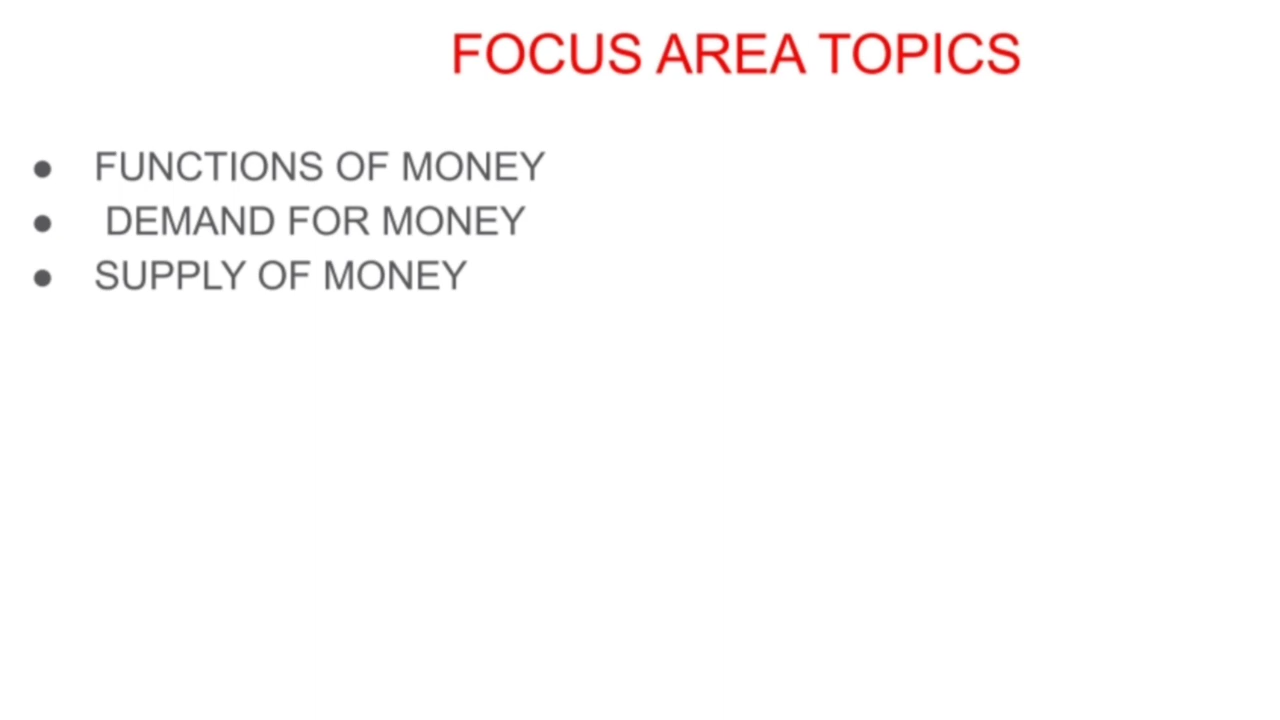 FOCUS AREA TOPICS
● FUNCTIONS OF MONEY
● DEMAND FOR MONEY
● SUPPLY OF MONEY